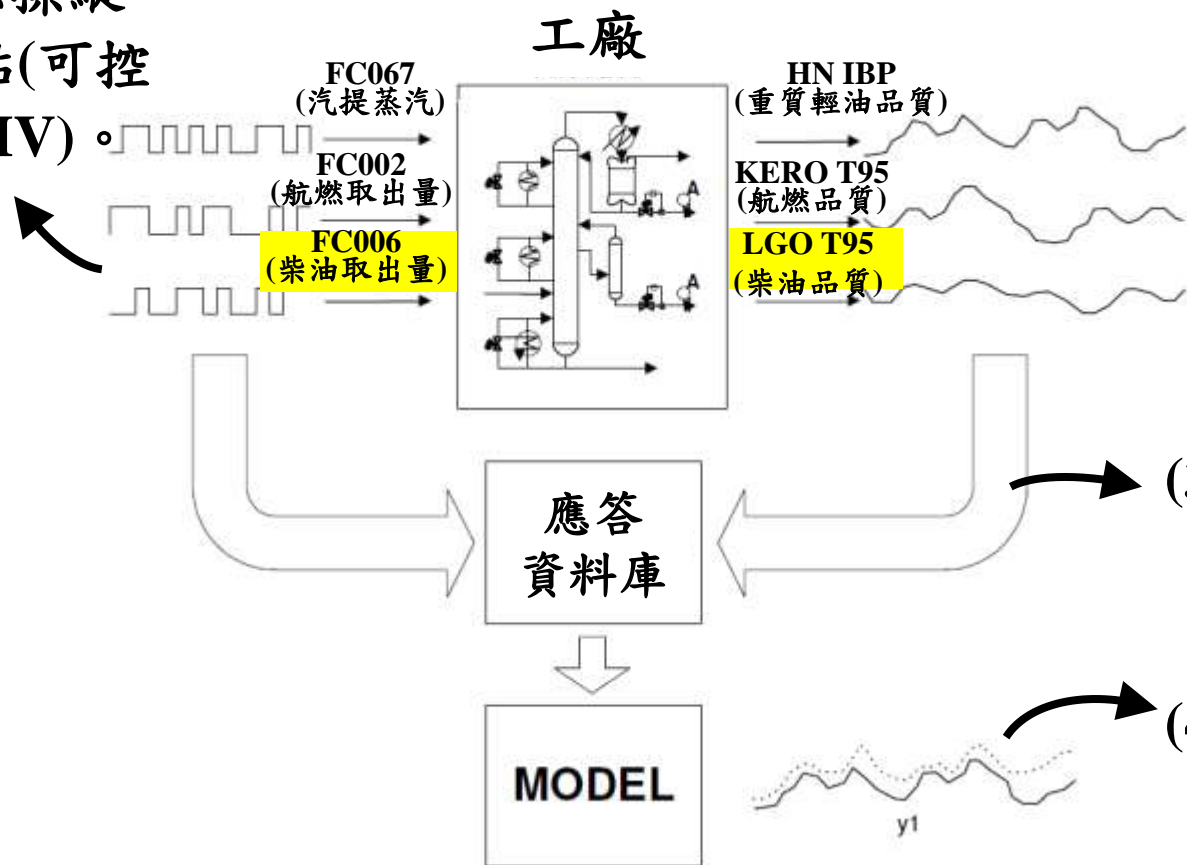 點(可控
MV)。
工廠
FC067
(汽提蒸汽)
FC002
(航燃取出量)
FC006
(柴油取出量)
A
A
HN IBP
(重質輕油品質)
KERO T95
(航燃品質)
LGO T95
(柴油品質)
應答
資料庫
MODEL
y1